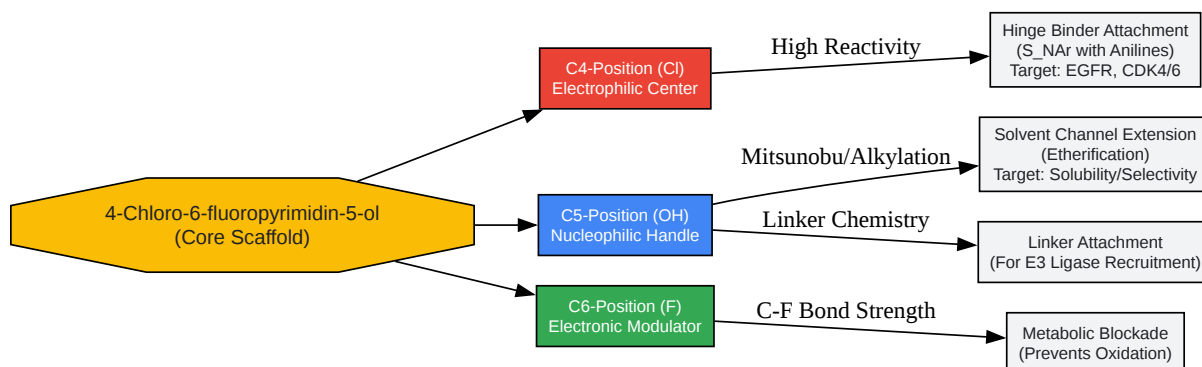 4-Chloro-6-fluoropyrimidin-5-ol
(Core Scaffold)
C4-Position (Cl)
Electrophilic Center
High Reactivity
Hinge Binder Attachment
(S_NAr with Anilines)
Target: EGFR, CDK4/6
C5-Position (OH)
Nucleophilic Handle
Mitsunobu/Alkylation
Solvent Channel Extension
(Etherification)
Target: Solubility/Selectivity
Linker Chemistry
Linker Attachment
(For E3 Ligase Recruitment)
C6-Position (F)
Electronic Modulator
C-F Bond Strength
Metabolic Blockade
(Prevents Oxidation)